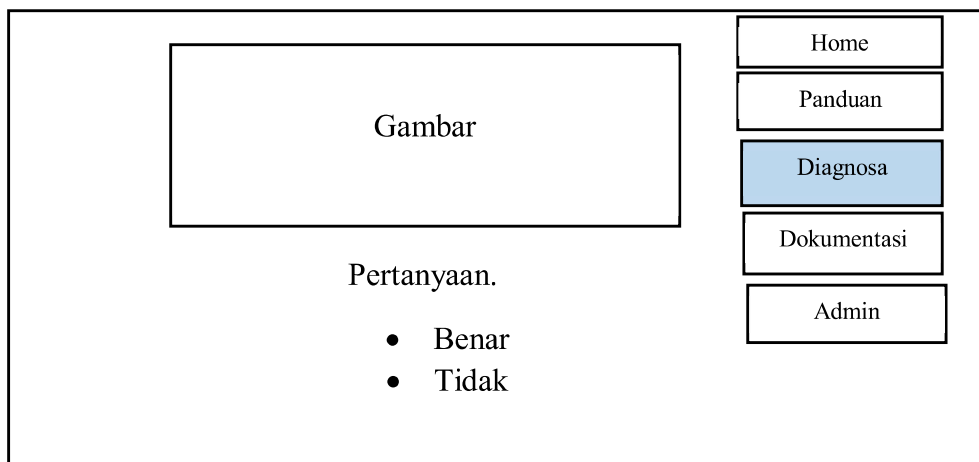 Home
Panduan
Gambar
Diagnosa
Dokumentasi
Pertanyaan.
Admin
• Benar
• Tidak